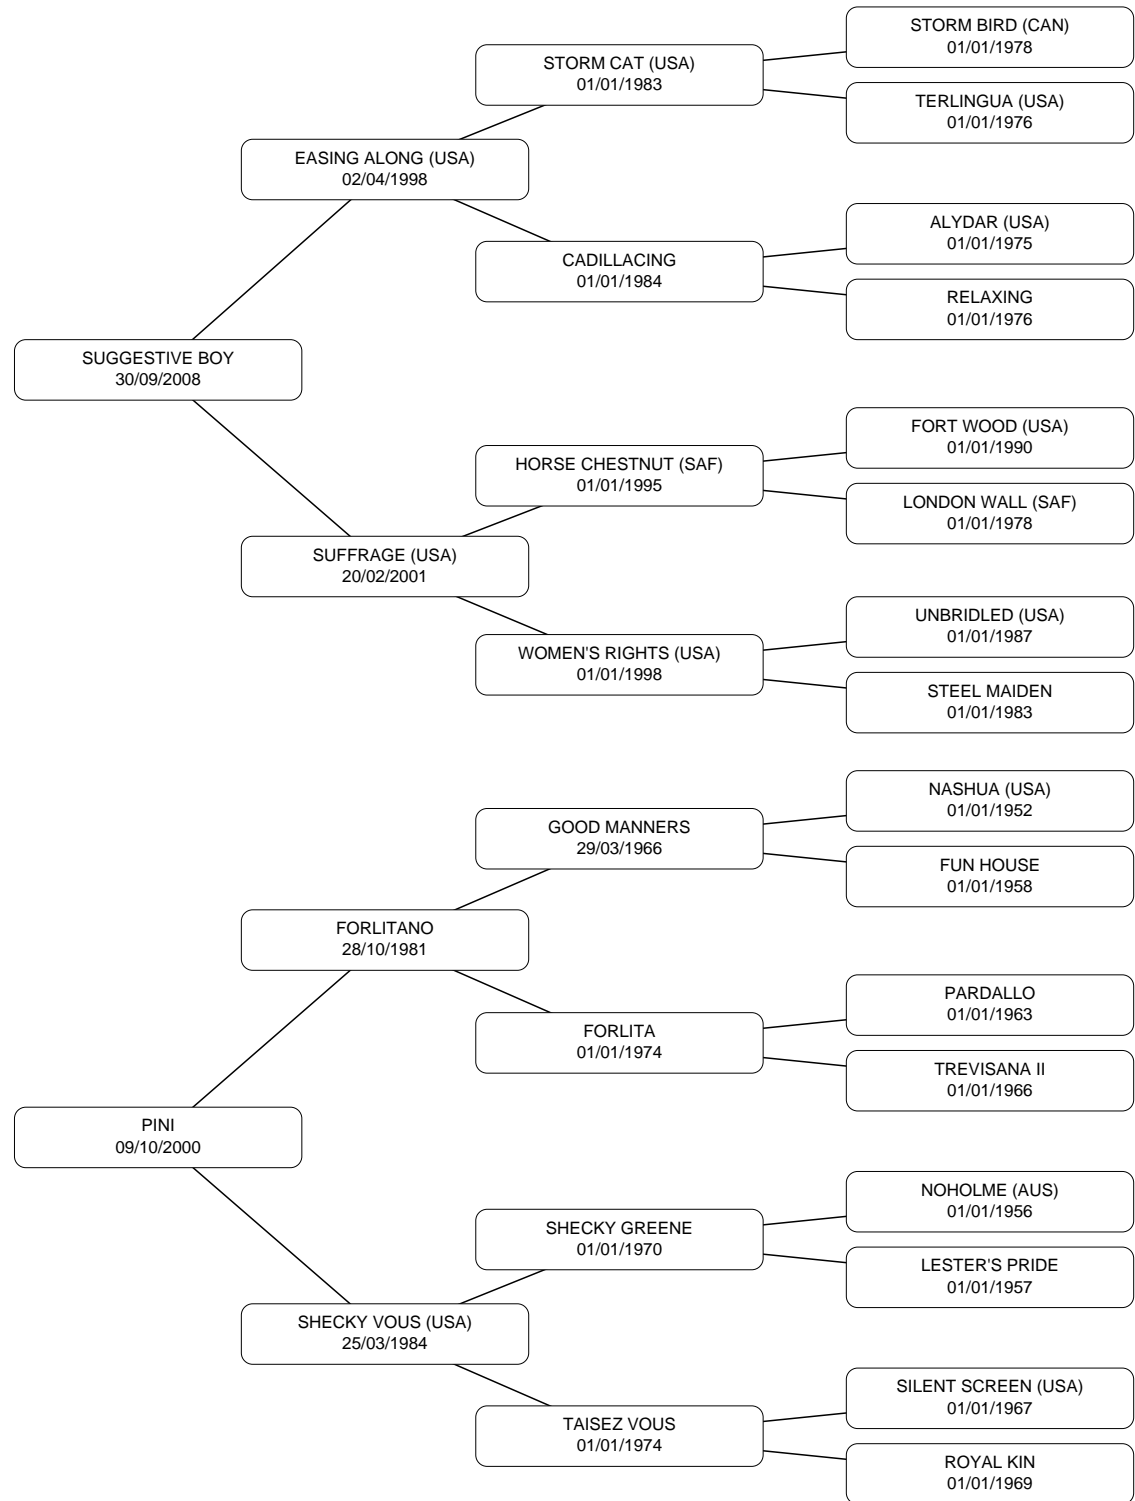 STORM BIRD (CAN)
01/01/1978
STORM CAT (USA)
01/01/1983
TERLINGUA (USA)
01/01/1976
EASING ALONG (USA)
02/04/1998
ALYDAR (USA)
01/01/1975
CADILLACING
01/01/1984
RELAXING
01/01/1976
SUGGESTIVE BOY
30/09/2008
FORT WOOD (USA)
01/01/1990
HORSE CHESTNUT (SAF)
01/01/1995
LONDON WALL (SAF)
01/01/1978
SUFFRAGE (USA)
20/02/2001
UNBRIDLED (USA)
01/01/1987
WOMEN'S RIGHTS (USA)
01/01/1998
STEEL MAIDEN
01/01/1983
NASHUA (USA)
01/01/1952
GOOD MANNERS
29/03/1966
FUN HOUSE
01/01/1958
FORLITANO
28/10/1981
PARDALLO
01/01/1963
FORLITA
01/01/1974
TREVISANA II
01/01/1966
PINI
09/10/2000
NOHOLME (AUS)
01/01/1956
SHECKY GREENE
01/01/1970
LESTER'S PRIDE
01/01/1957
SHECKY VOUS (USA)
25/03/1984
SILENT SCREEN (USA)
01/01/1967
TAISEZ VOUS
01/01/1974
ROYAL KIN
01/01/1969